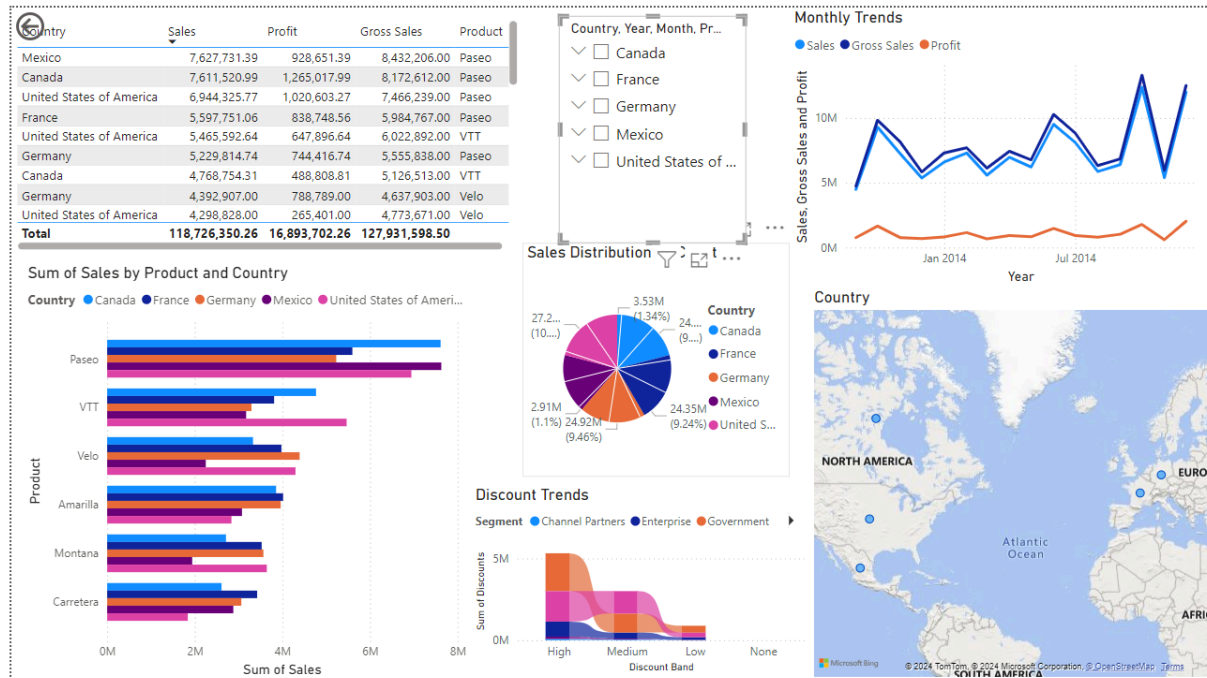 Country Sales Profit Gross Sales Product
Mexico 7,627,731.39 928,651.39 8,432,206.00 Paseo
Canada 7,611,520.99 1,265,017.99 8,172,612.00 Paseo
United States of America 6,944,325.77 1,020,603.27 7,466,239.00 Paseo
France 5,597,751.06 838,748.56 5,984,767.00 Paseo
United States of America 5,465,592.64 647,896.64 6,022,892.00 VTT
Germany 5,229,814.74 744,416.74 5,555,838.00 Paseo
Canada 4,768,754.31 488,808.81 5,126,513.00 VTT
Germany 4,392,907.00 788,789.00 4,637,903.00 Velo
United States of America 4,298,828.00 265,401.00 4,773,671.00 Velo
Total 118,726,350.26 16,893,702.26 127,931,598.50
Country, Year, Month, Pr...
Canada
France
Germany
Mexico
United States of ...
Monthly Trends
Sales Gross Sales Profit
Sales, Gross Sales and Profit
10M
5M
0M
Jan 2014 Jul 2014
Year
Sum of Sales by Product and Country
Country Canada France Germany Mexico United States of Ameri...
Product
Paseo
VTT
Velo
Amarilla
Montana
Carretera
0M 2M 4M 6M 8M
Sum of Sales
Sales Distribution
3.53M
(1.34%)
24....
(9....)
24.35M
(9.24%)
24.92M
(9.46%)
2.91M
(1.1%)
27.2...
(10....)
Country
Canada
France
Germany
Mexico
United S...
Discount Trends
Segment Channel Partners Enterprise Government
Sum of Discounts
5M
0M
High Medium Low None
Discount Band
Country
NORTH AMERICA
EURO
Atlantic
Ocean
AFRI
SOUTH AMERICA
Microsoft Bing
© 2024 TomTom, © 2024 Microsoft Corporation, © OpenStreetMap Terms